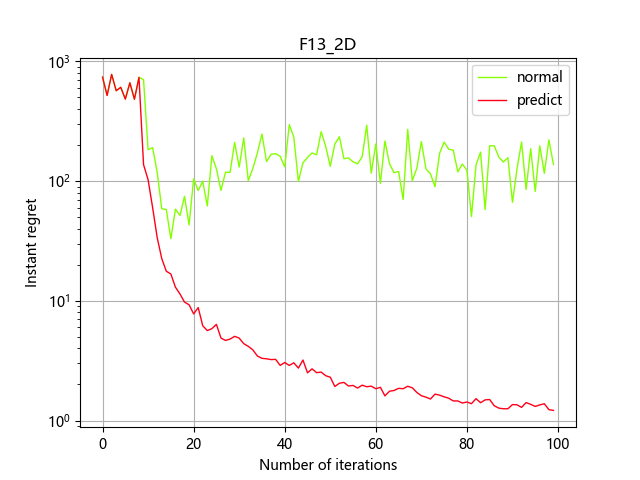 F13_2D
normal
predict
Instant regret
10³
10²
10¹
10⁰
0 20 40 60 80 100
Number of iterations